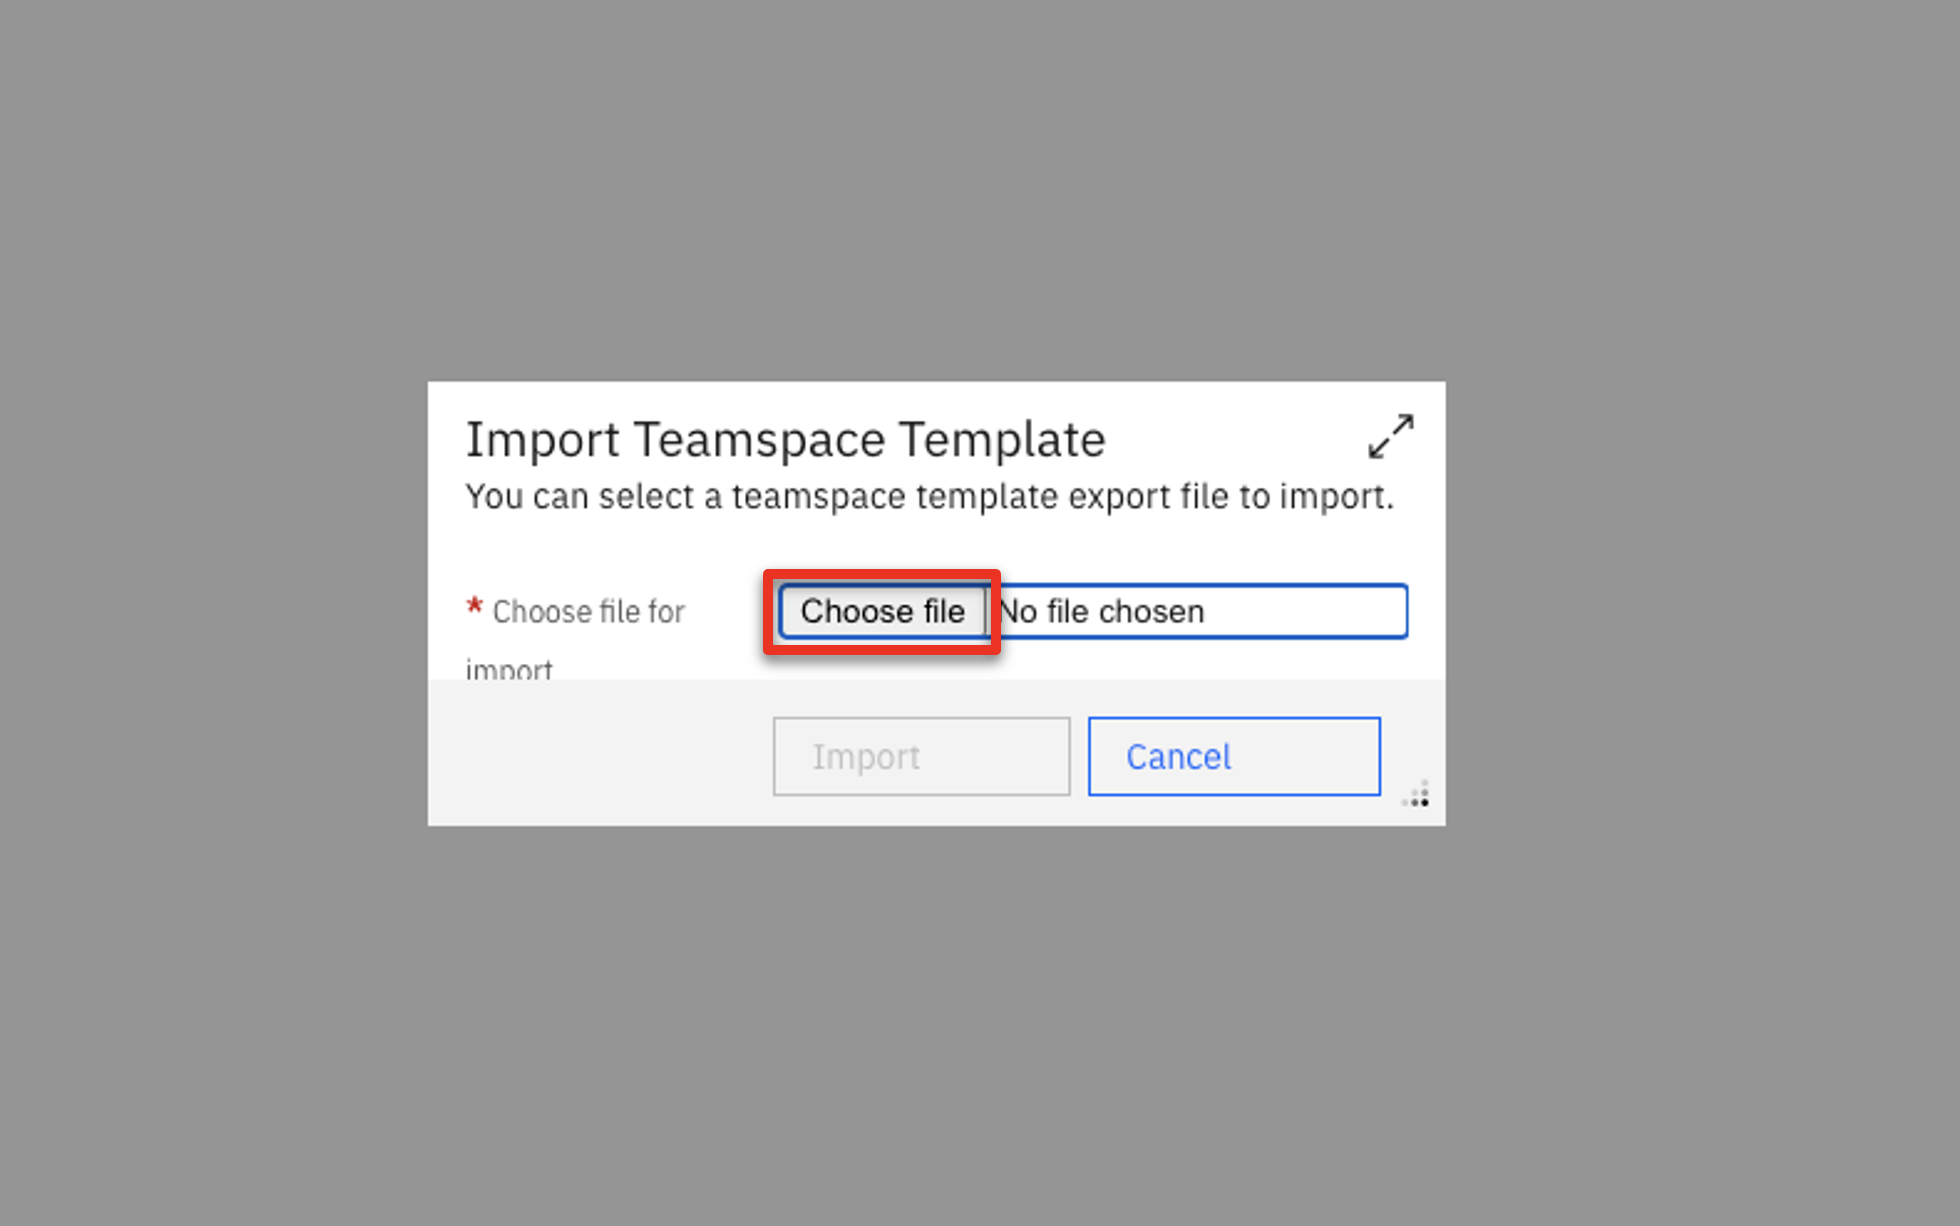 Import Teamspace Template
You can select a teamspace template export file to import.
* Choose file for
import
Choose file No file chosen
Import Cancel